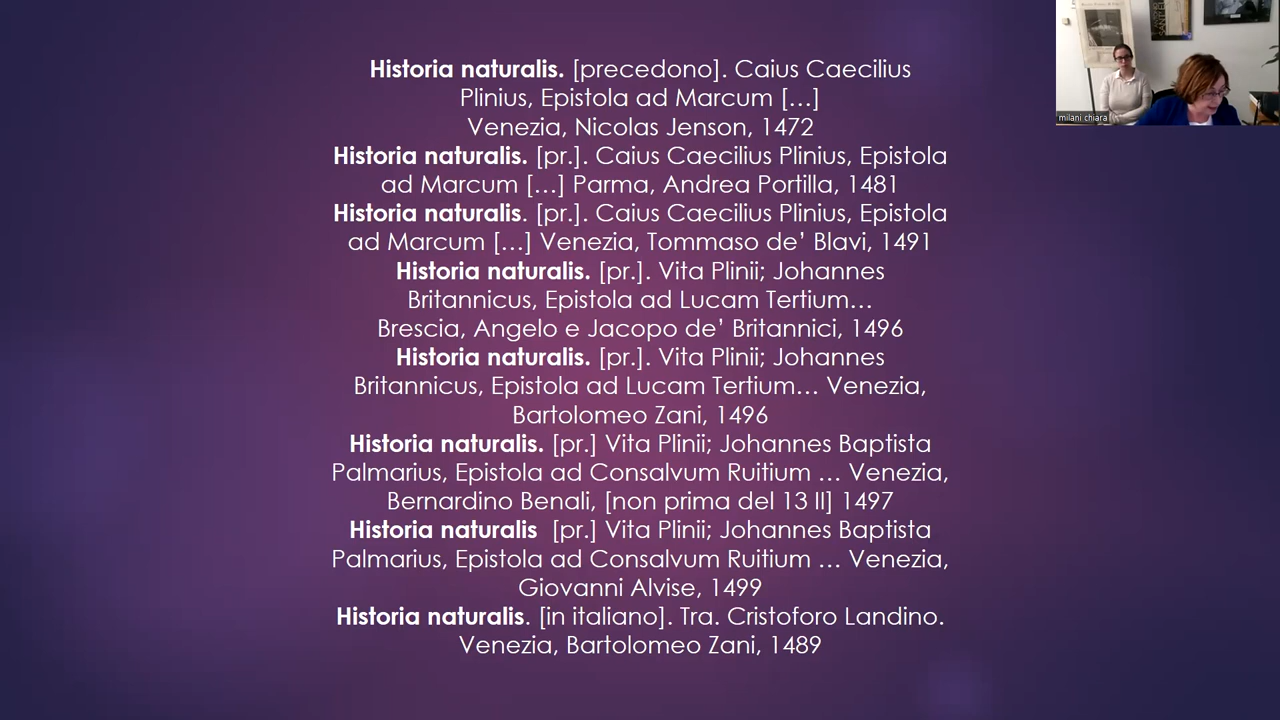 Historia naturalis. [precedono]. Caius Caecilius
Plinius, Epistola ad Marcum [...]
Venezia, Nicolas Jenson, 1472
Historia naturalis. [pr.]. Caius Caecilius Plinius, Epistola
ad Marcum [...] Parma, Andrea Portilla, 1481
Historia naturalis. [pr.]. Caius Caecilius Plinius, Epistola
ad Marcum [...] Venezia, Tommaso de’ Blavi, 1491
Historia naturalis. [pr.]. Vita Plinii; Johannes
Britannicus, Epistola ad Lucam Tertium...
Brescia, Angelo e Jacopo de’ Britannici, 1496
Historia naturalis. [pr.]. Vita Plinii; Johannes
Britannicus, Epistola ad Lucam Tertium... Venezia,
Bartolomeo Zani, 1496
Historia naturalis. [pr.] Vita Plinii; Johannes Baptista
Palmarius, Epistola ad Consalvum Ruitium ... Venezia,
Bernardino Benali, [non prima del 13 II] 1497
Historia naturalis [pr.] Vita Plinii; Johannes Baptista
Palmarius, Epistola ad Consalvum Ruitium ... Venezia,
Giovanni Alvise, 1499
Historia naturalis. [in italiano]. Tra. Cristoforo Landino.
Venezia, Bartolomeo Zani, 1489
milani chiara